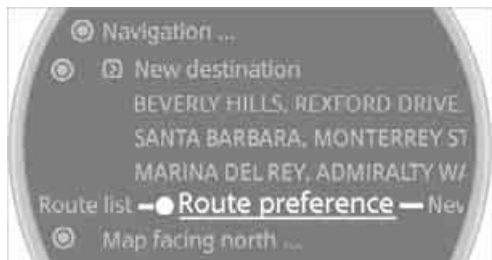 Navigation ...
New destination
BEVERLY HILLS, REXFORD DRIVE
SANTA BARBARA, MONTERREY ST
MARINA DEL REY, ADMIRALTY WA
Route list Route preference New
Map facing north ...